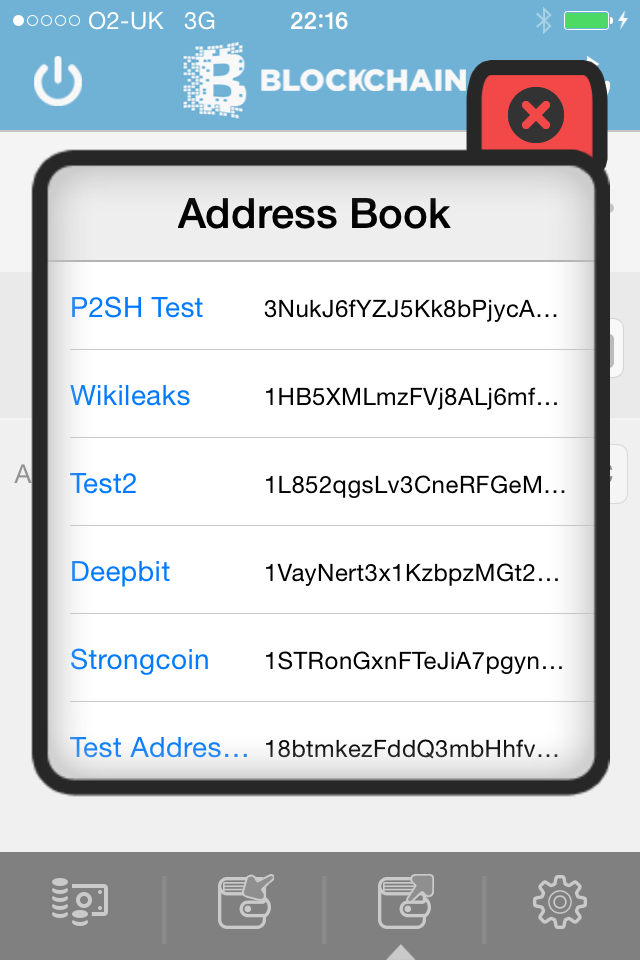 O2-UK 3G 22:16
BLOCKCHAIN
Address Book
P2SH Test 3NukJ6fYZJ5Kk8bPjycA...
Wikileaks 1HB5XMLmzFVj8ALj6mf...
Test2 1L852qgsLv3CneRFGeM...
Deepbit 1VayNert3x1KzbpzMGt2...
Strongcoin 1STRonGxnFTeJiA7pgyn...
Test Addres... 18btmkezFddQ3mbHhfv...